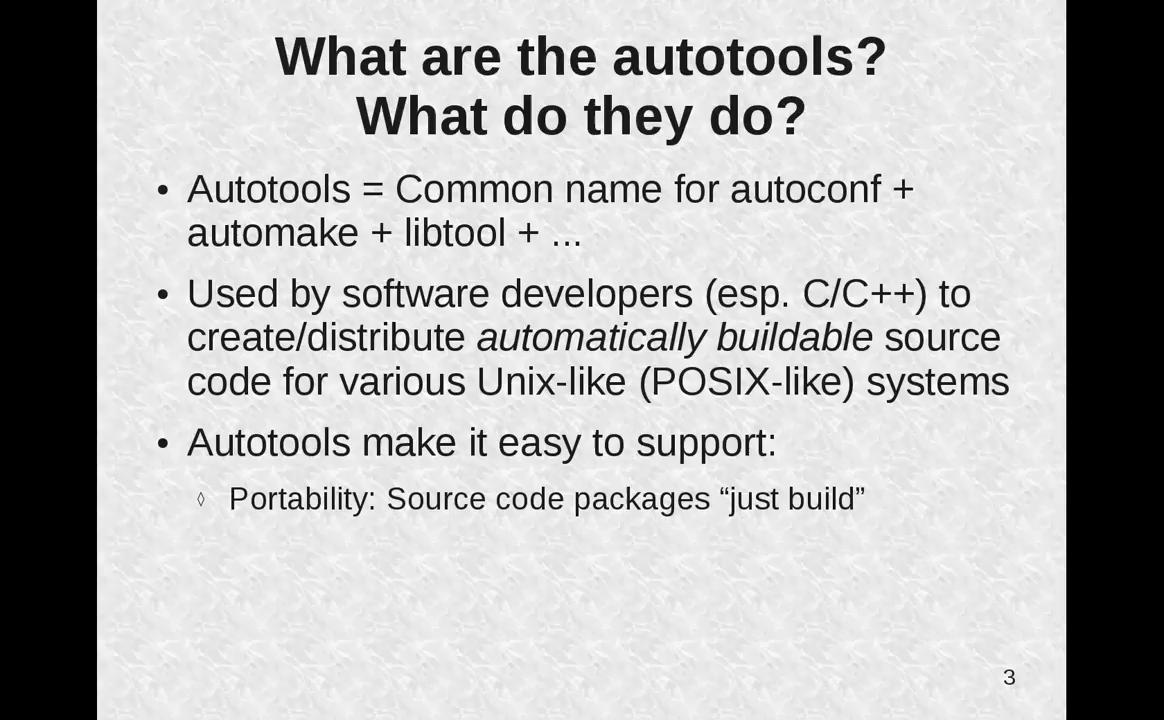 What are the autotools?
What do they do?
• Autotools = Common name for autoconf +
automake + libtool + ...
• Used by software developers (esp. C/C++) to
create/distribute automatically buildable source
code for various Unix-like (POSIX-like) systems
• Autotools make it easy to support:
◊ Portability: Source code packages “just build”
3